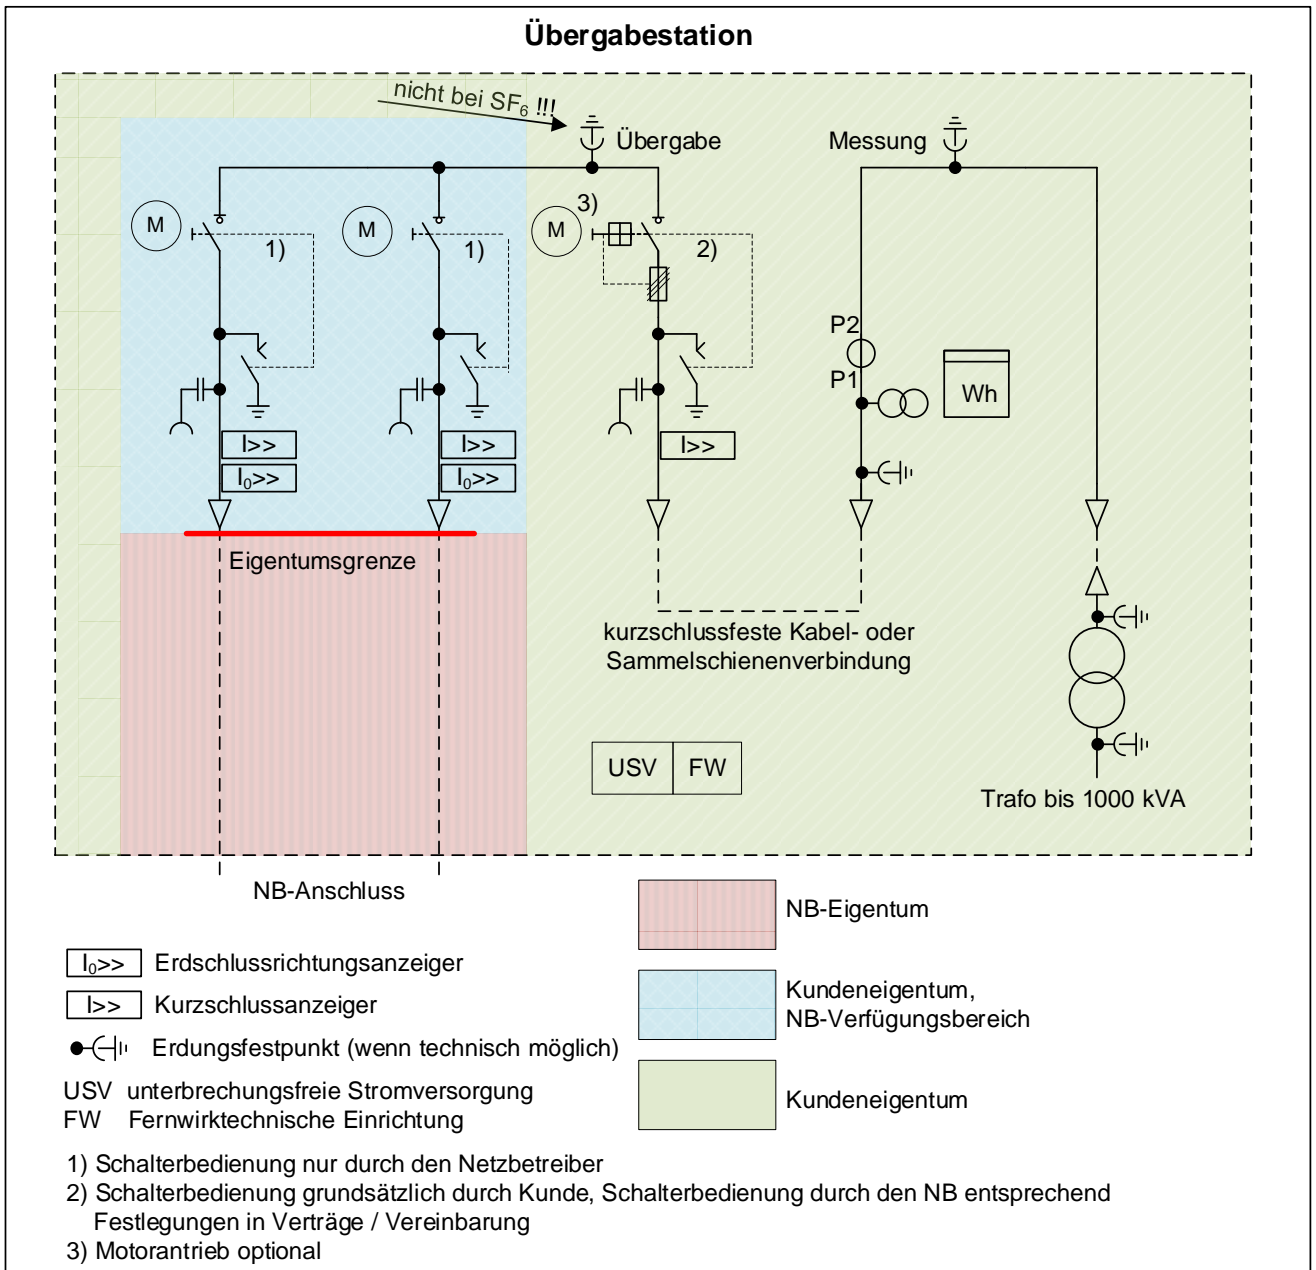 Übergabestation
nicht bei SF₆ !!!
Übergabe
Messung
M
1)
M
1)
3)
M
2)
P2
P1
Wh
I>>
I₀>>
I>>
I₀>>
I>>
Eigentumsgrenze
kurzschlussfeste Kabel- oder
Sammelschienenverbindung
USV
FW
Trafo bis 1000 kVA
NB-Anschluss
NB-Eigentum
I₀>> Erdschlussrichtungsanzeiger
I>> Kurzschlussanzeiger
Kundeneigentum,
NB-Verfügungsbereich
Erdungsfestpunkt (wenn technisch möglich)
USV unterbrechungsfreie Stromversorgung
FW Fernwirktechnische Einrichtung
Kundeneigentum
1) Schalterbedienung nur durch den Netzbetreiber
2) Schalterbedienung grundsätzlich durch Kunde, Schalterbedienung durch den NB entsprechend
Festlegungen in Verträge / Vereinbarung
3) Motorantrieb optional